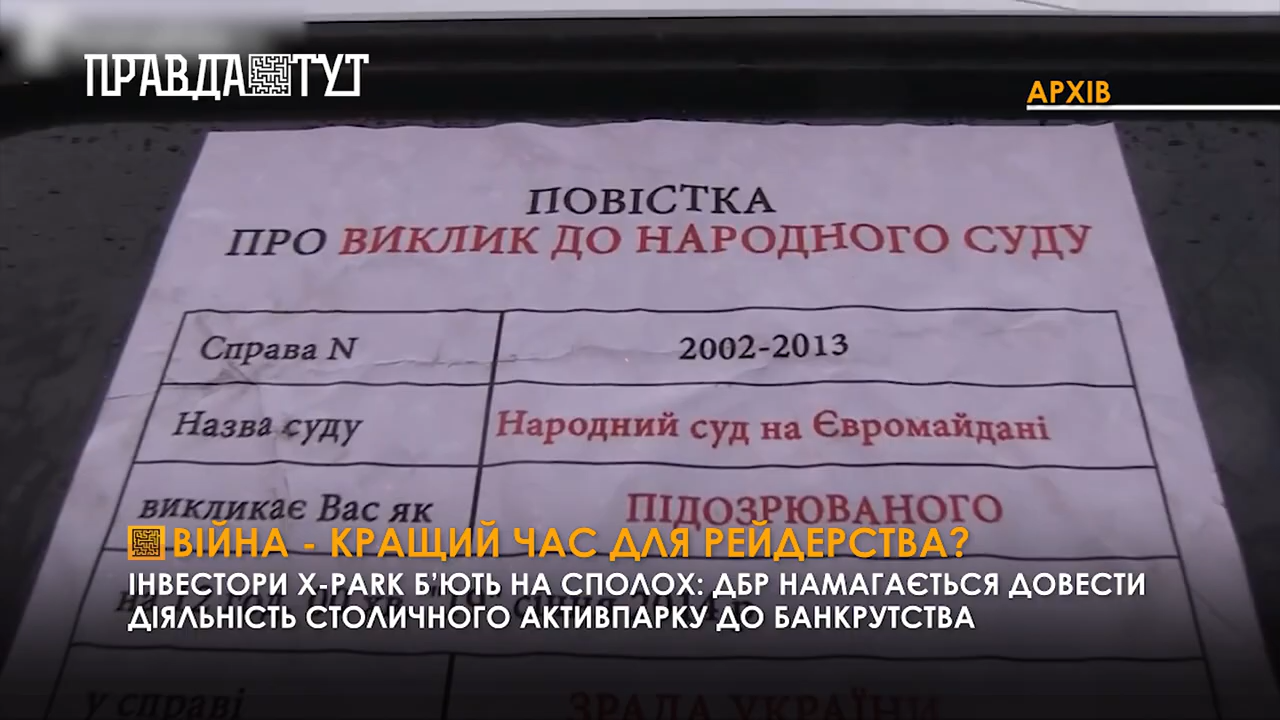 ПРАВДА ТУТ
АРХІВ
ПОВІСТКА
ПРО ВИКЛИК ДО НАРОДНОГО СУДУ
Справа N 2002-2013
Назва суду Народний суд на Євромайдані
викликає Вас як ПІДОЗРЮВАНОГО
ВІЙНА - КРАЩИЙ ЧАС ДЛЯ РЕЙДЕРСТВА?
ІНВЕСТОРИ X-PARK Б’ЮТЬ НА СПОЛОХ: ДБР НАМАГАЄТЬСЯ ДОВЕСТИ
ДІЯЛЬНІСТЬ СТОЛИЧНОГО АКТИВПАРКУ ДО БАНКРУТСТВА
у справі ЗРАДА УКРАЇНИ